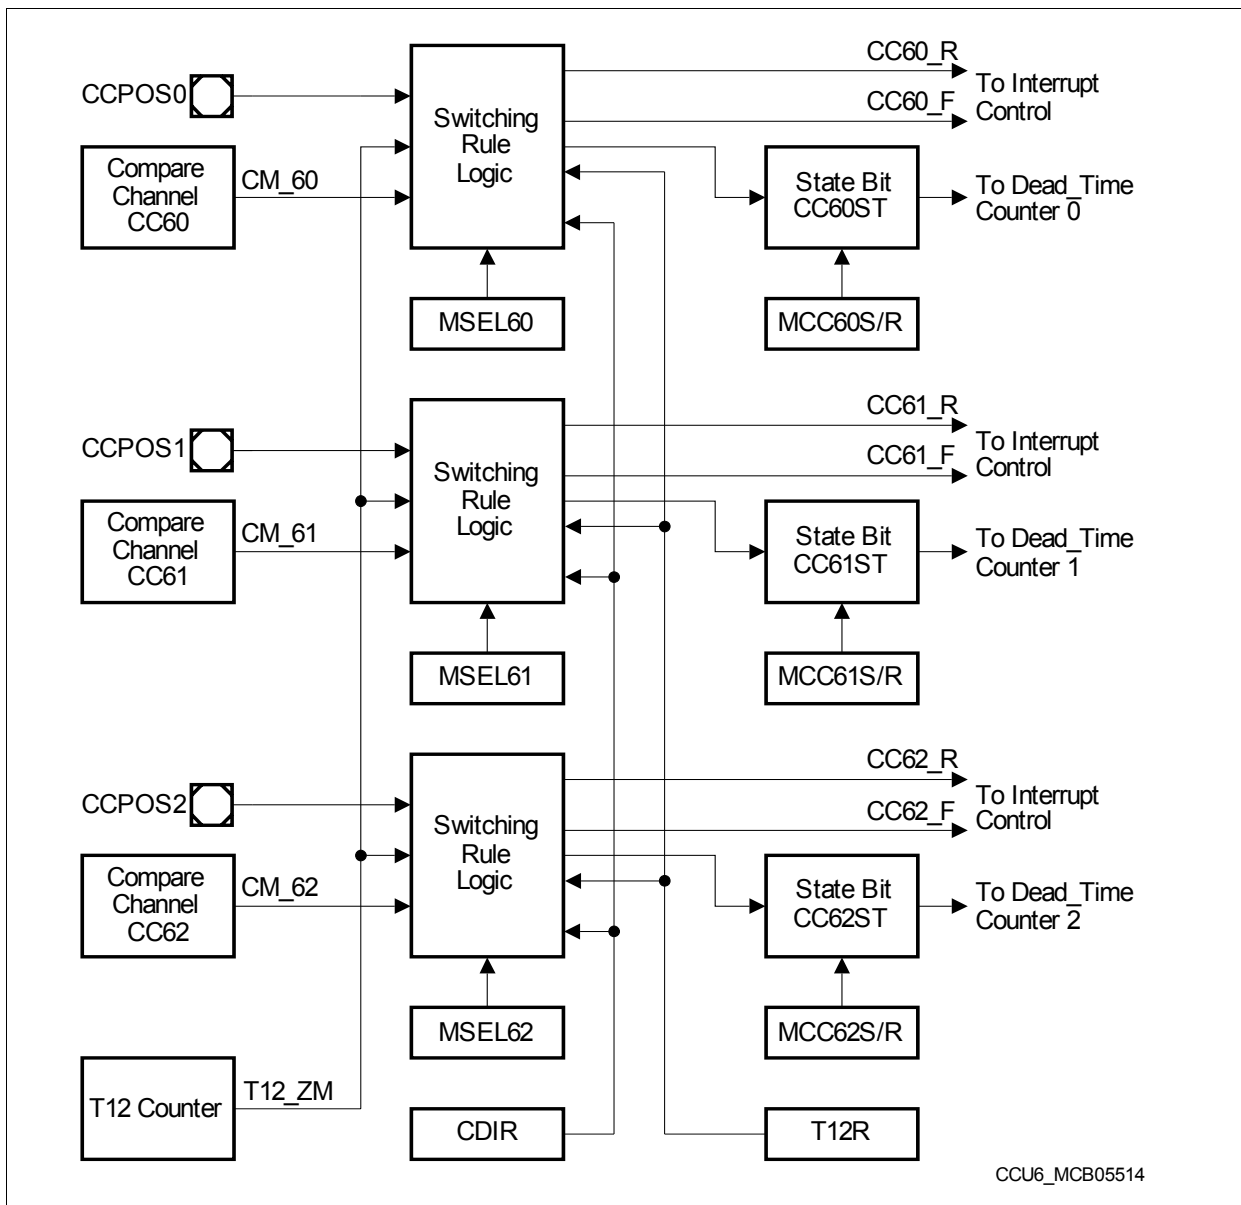 CC60_R
To Interrupt
Control
CCPOS0
CC60_F
Switching
Rule
Logic
Compare
Channel
CC60
CM_60
State Bit
CC60ST
To Dead_Time
Counter 0
MSEL60
MCC60S/R
CC61_R
To Interrupt
Control
CCPOS1
CC61_F
Switching
Rule
Logic
Compare
Channel
CC61
CM_61
State Bit
CC61ST
To Dead_Time
Counter 1
MSEL61
MCC61S/R
CC62_R
To Interrupt
Control
CCPOS2
CC62_F
Switching
Rule
Logic
Compare
Channel
CC62
CM_62
State Bit
CC62ST
To Dead_Time
Counter 2
MSEL62
MCC62S/R
T12 Counter
T12_ZM
CDIR
T12R
CCU6_MCB05514